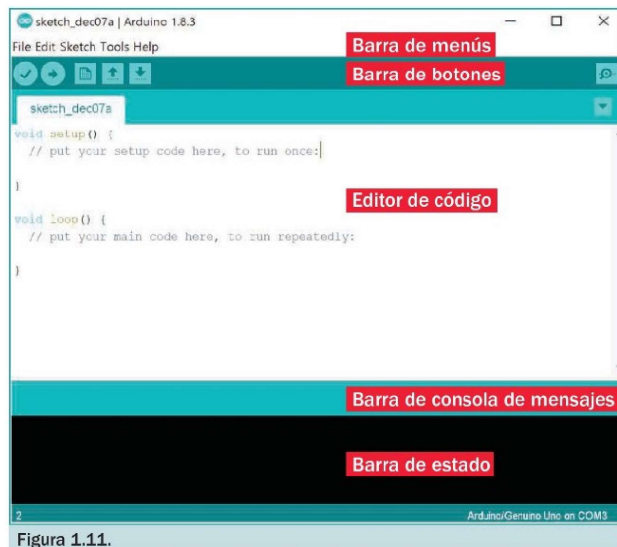 sketch_dec07a | Arduino 1.8.3
File Edit Sketch Tools Help
Barra de menús
Barra de botones
sketch_dec07a
void setup() {
// put your setup code here, to run once:
}
Editor de código
void loop() {
// put your main code here, to run repeatedly:
}
Barra de consola de mensajes
Barra de estado
2
Arduino/Genuino Uno on COM3
Figura 1.11.